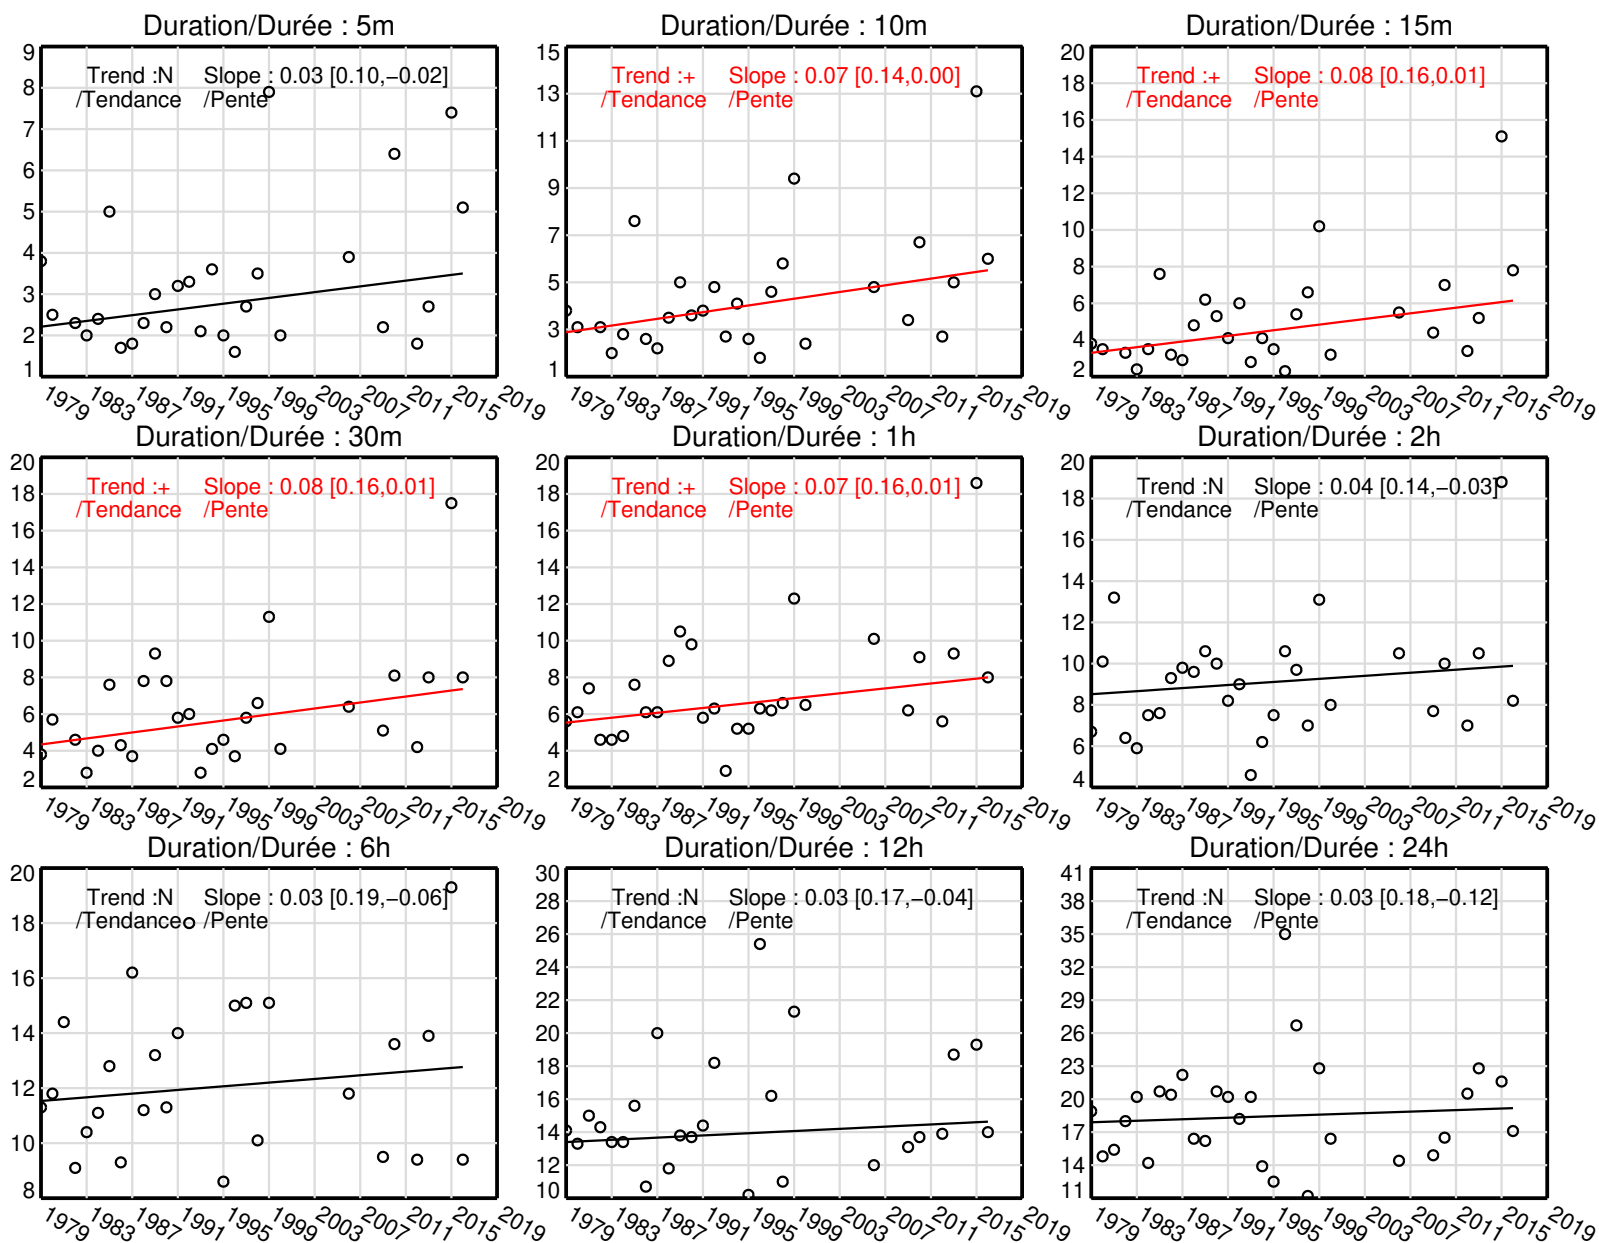 Duration/Durée : 5m
Trend :N Slope : 0.03 [0.10,−0.02]
/Tendance /Pente
9
8
7
6
5
4
3
2
1
1979 1983 1987 1991 1995 1999 2003 2007 2011 2015 2019
Duration/Durée : 10m
Trend :+ Slope : 0.07 [0.14,0.00]
/Tendance /Pente
15
13
11
9
7
5
3
1
1979 1983 1987 1991 1995 1999 2003 2007 2011 2015 2019
Duration/Durée : 15m
Trend :+ Slope : 0.08 [0.16,0.01]
/Tendance /Pente
20
18
16
14
12
10
8
6
4
2
1979 1983 1987 1991 1995 1999 2003 2007 2011 2015 2019
Duration/Durée : 30m
Trend :+ Slope : 0.08 [0.16,0.01]
/Tendance /Pente
20
18
16
14
12
10
8
6
4
2
1979 1983 1987 1991 1995 1999 2003 2007 2011 2015 2019
Duration/Durée : 1h
Trend :+ Slope : 0.07 [0.16,0.01]
/Tendance /Pente
20
18
16
14
12
10
8
6
4
2
1979 1983 1987 1991 1995 1999 2003 2007 2011 2015 2019
Duration/Durée : 2h
Trend :N Slope : 0.04 [0.14,−0.03]
/Tendance /Pente
20
18
16
14
12
10
8
6
4
1979 1983 1987 1991 1995 1999 2003 2007 2011 2015 2019
Duration/Durée : 6h
Trend :N Slope : 0.03 [0.19,−0.06]
/Tendance /Pente
20
18
16
14
12
10
8
1979 1983 1987 1991 1995 1999 2003 2007 2011 2015 2019
Duration/Durée : 12h
Trend :N Slope : 0.03 [0.17,−0.04]
/Tendance /Pente
30
28
26
24
22
20
18
16
14
12
10
1979 1983 1987 1991 1995 1999 2003 2007 2011 2015 2019
Duration/Durée : 24h
Trend :N Slope : 0.03 [0.18,−0.12]
/Tendance /Pente
41
38
35
32
29
26
23
20
17
14
11
1979 1983 1987 1991 1995 1999 2003 2007 2011 2015 2019